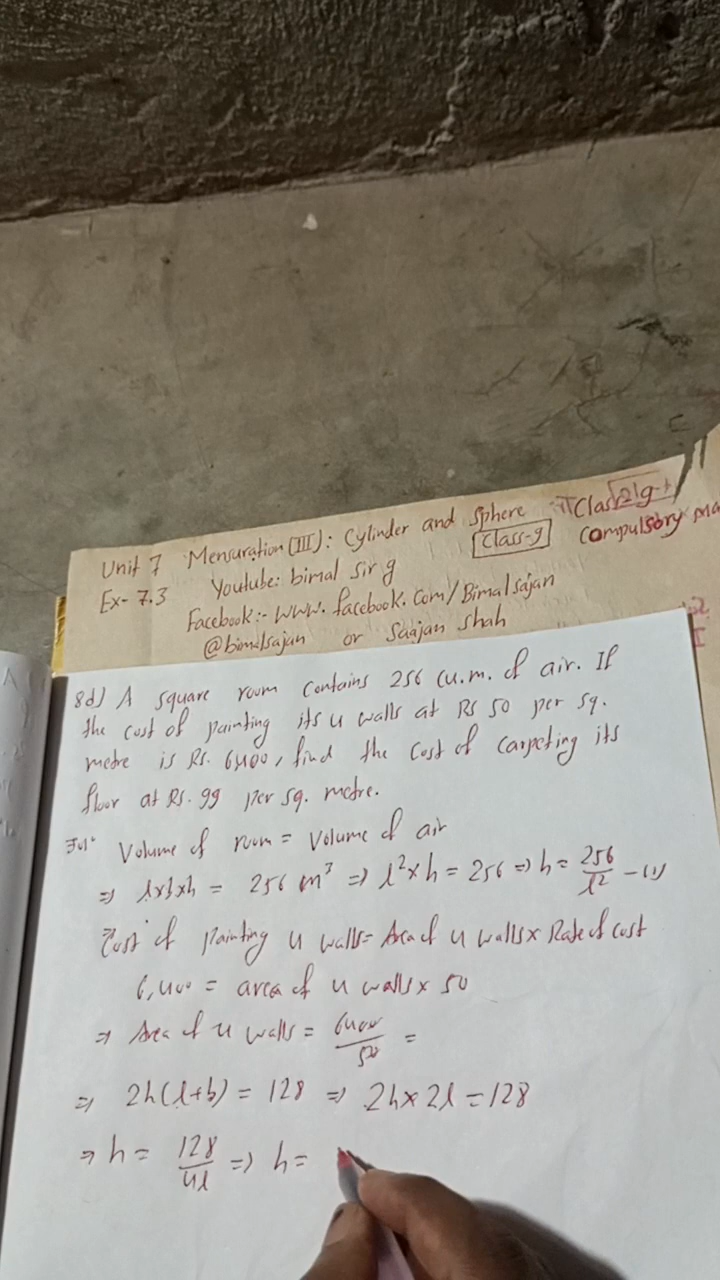 Unit 7 Mensuration (III): Cylinder and Sphere
Class-9 Compulsory
Ex- 7.3 Youtube: bimal sir g
Facebook:- www.facebook.com/Bimalsajan
@bimalsajan or Saajan Shah
8d) A square room contains 256 cu.m. of air. If
the cost of painting its 4 walls at RS 50 per sq.
metre is Rs. 6400, find the cost of carpeting its
floor at Rs. 99 per sq. metre.
Solⁿ Volume of room = Volume of air
⇒ l×b×h = 256 m³ ⇒ l²×h = 256 ⇒ h = 256/l² - (1)
Cost of painting 4 walls = Area of 4 walls × Rate of cost
6,400 = area of 4 walls × 50
⇒ Area of 4 walls = 6400/50 =
⇒ 2h(l+b) = 128 ⇒ 2h×2l = 128
⇒ h = 128/4l ⇒ h =